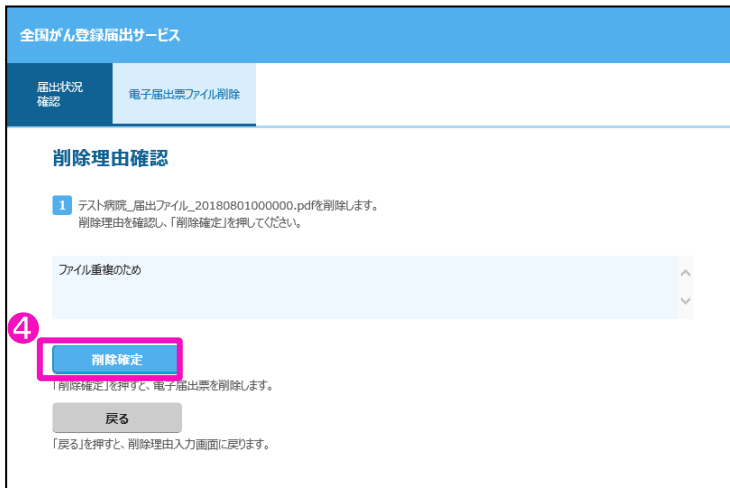 全国がん登録届出サービス
届出状況
確認
電子届出票ファイル削除
削除理由確認
1 テスト病院_届出ファイル_20180801000000.pdfを削除します。
削除理由を確認し、「削除確定」を押してください。
ファイル重複のため
4
削除確定
「削除確定」を押すと、電子届出票を削除します。
戻る
「戻る」を押すと、削除理由入力画面に戻ります。